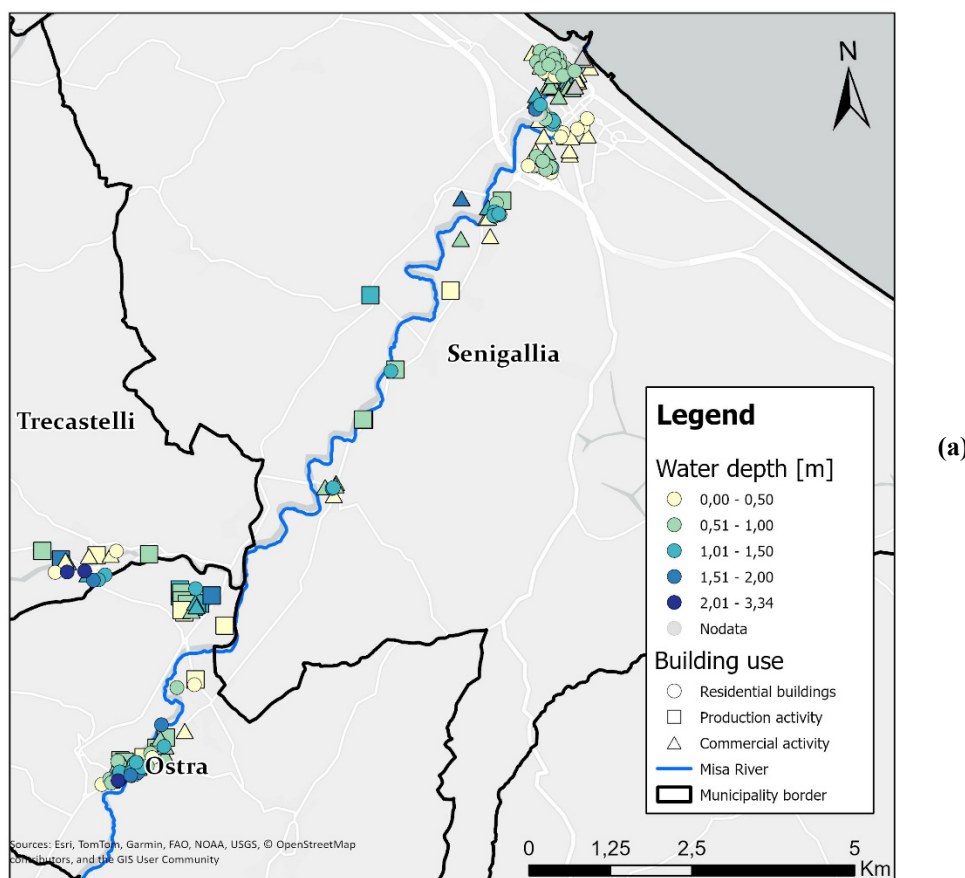 N
Senigallia
Trecastelli
Ostra
(a)
Legend
Water depth [m]
0,00 - 0,50
0,51 - 1,00
1,01 - 1,50
1,51 - 2,00
2,01 - 3,34
Nodata
Building use
Residential buildings
Production activity
Commercial activity
Misa River
Municipality border
Sources: Esri, TomTom, Garmin, FAO, NOAA, USGS, © OpenStreetMap
contributors, and the GIS User Community
0 1,25 2,5 5
Km